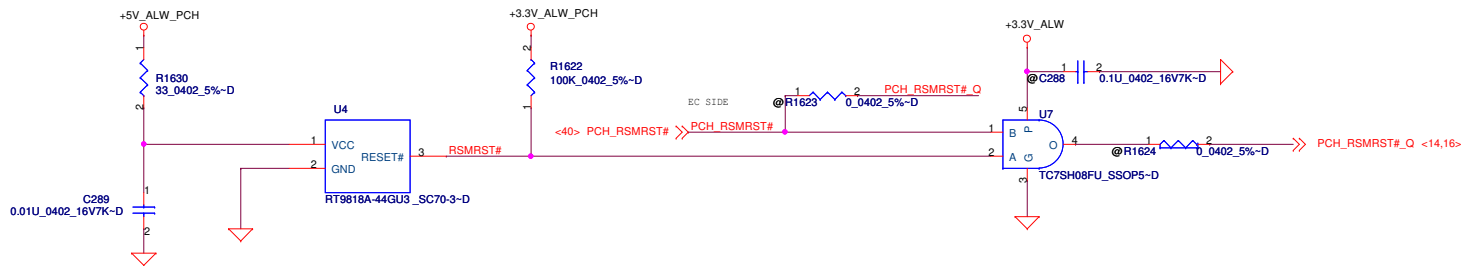 +5V_ALW_PCH
1
R1630
33_0402_5%~D
2
C289
0.01U_0402_16V7K~D
1
2
U4
1
VCC
2
GND
RESET#
3
RSMRST#
RT9818A-44GU3 _SC70-3~D
+3.3V_ALW_PCH
2
R1622
100K_0402_5%~D
1
EC SIDE
<40> PCH_RSMRST#
PCH_RSMRST#
1
2
PCH_RSMRST#_Q
@R1623
0_0402_5%~D
+3.3V_ALW
@C288
1
2
0.1U_0402_16V7K~D
5
U7
1
B
P
2
A
G
O
4
3
TC7SH08FU_SSOP5~D
1
2
@R1624
0_0402_5%~D
PCH_RSMRST#_Q <14,16>